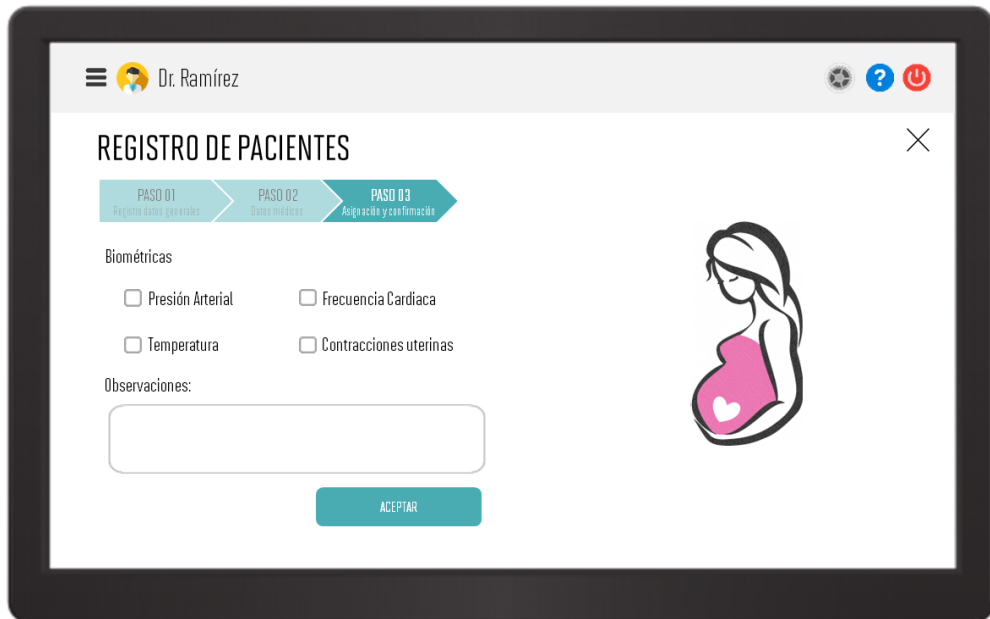 Dr. Ramírez
?
REGISTRO DE PACIENTES
PASO 01
Registro datos generales
PASO 02
Datos médicos
PASO 03
Asignación y confirmación
Biométricas
Presión Arterial
Frecuencia Cardiaca
Temperatura
Contracciones uterinas
Observaciones:
ACEPTAR